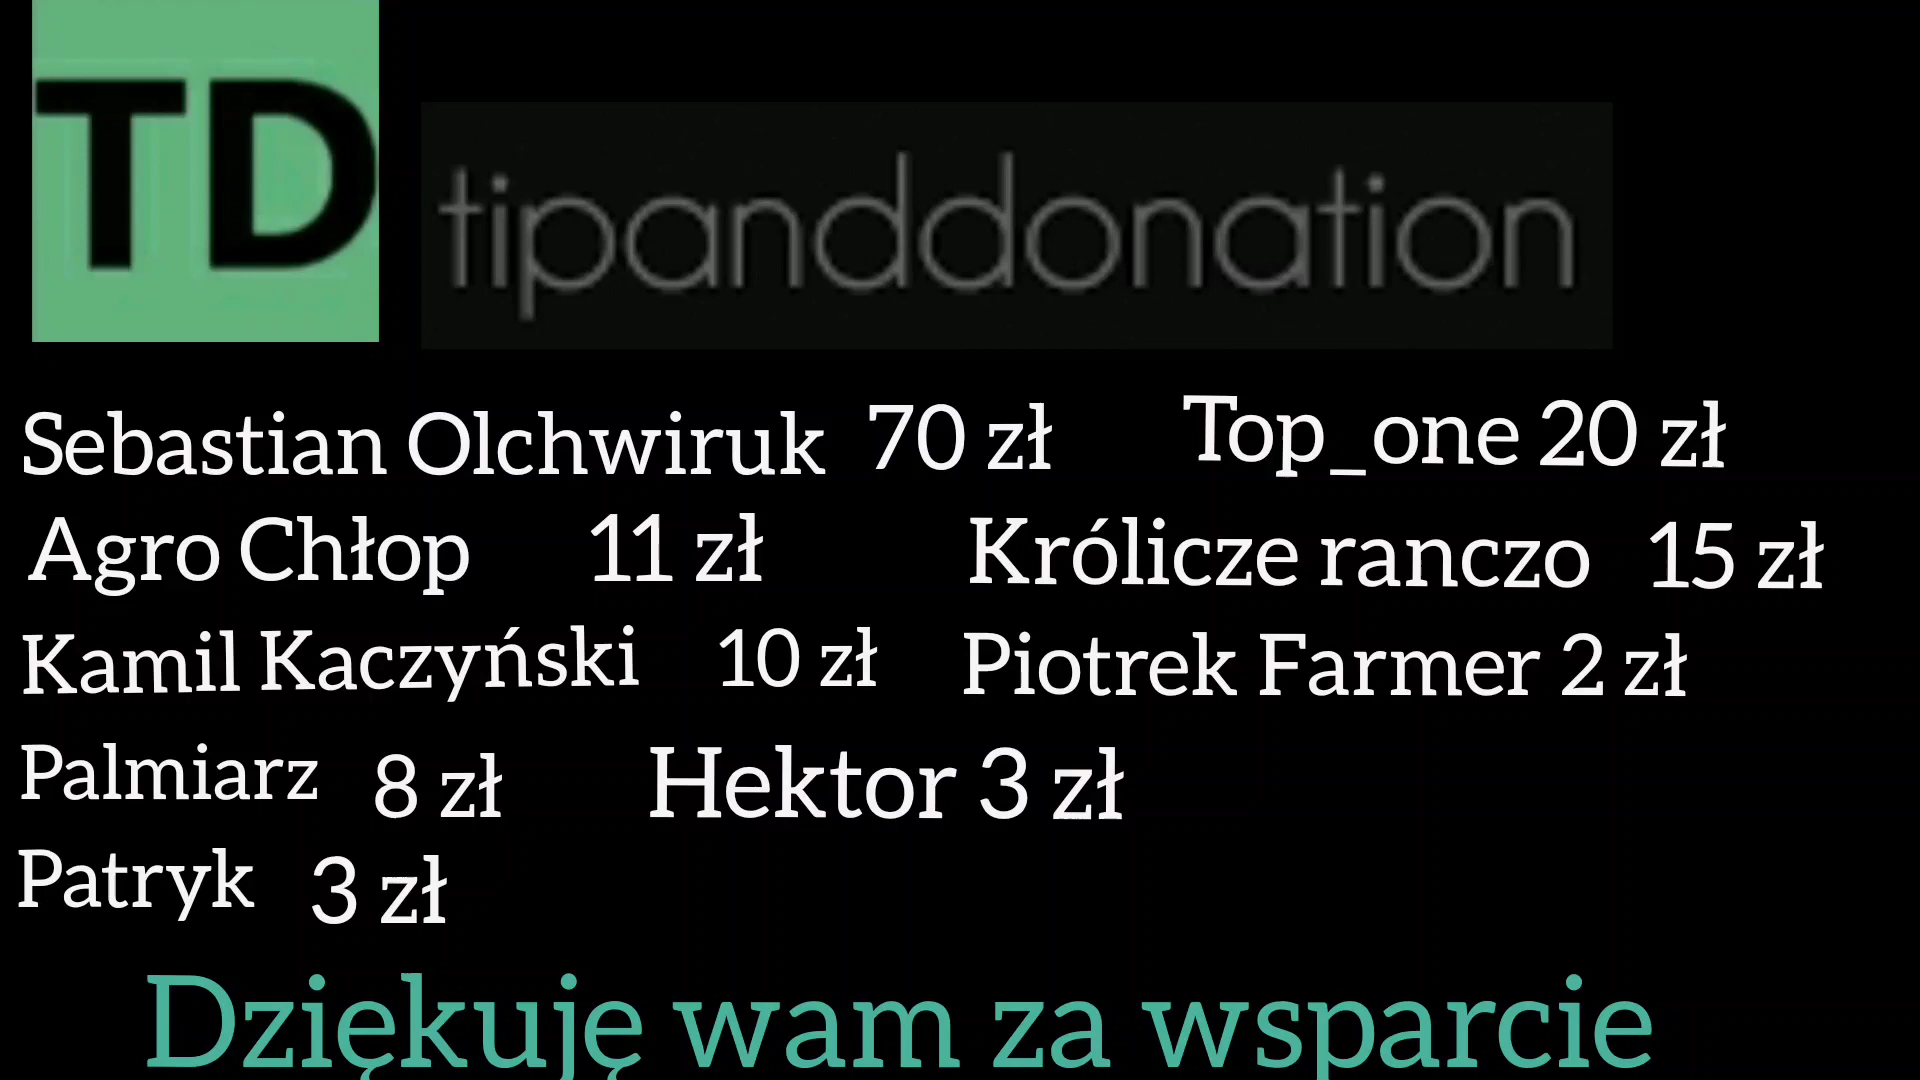 TD
tipanddonation
Sebastian Olchwiruk 70 zł Top_one 20 zł
Agro Chłop 11 zł Królicze ranczo 15 zł
Kamil Kaczyński 10 zł Piotrek Farmer 2 zł
Palmiarz 8 zł Hektor 3 zł
Patryk 3 zł
Dziękuję wam za wsparcie